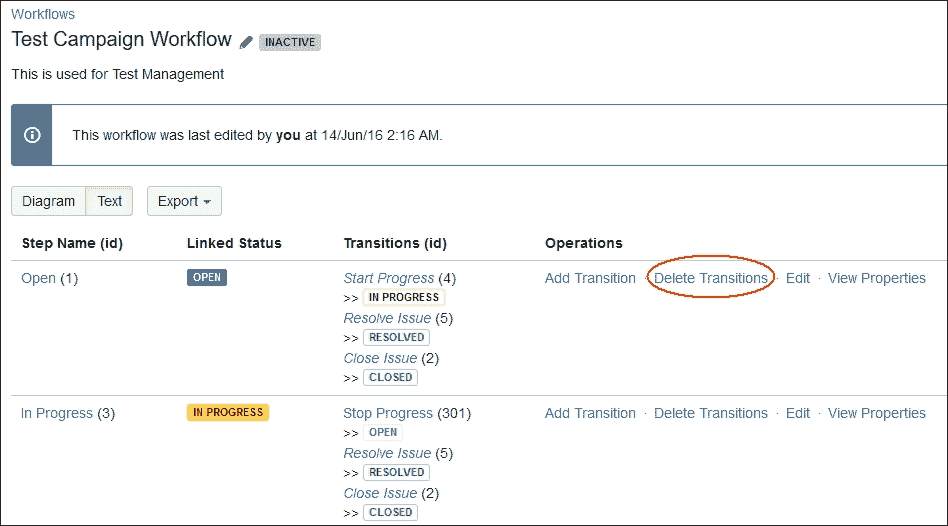 Workflows
Test Campaign Workflow INACTIVE
This is used for Test Management
This workflow was last edited by you at 14/Jun/16 2:16 AM.
Diagram Text Export
Step Name (id) Linked Status Transitions (id) Operations
Open (1) OPEN Start Progress (4) Add Transition · Delete Transitions · Edit · View Properties
>> IN PROGRESS
Resolve Issue (5)
>> RESOLVED
Close Issue (2)
>> CLOSED
In Progress (3) IN PROGRESS Stop Progress (301) Add Transition · Delete Transitions · Edit · View Properties
>> OPEN
Resolve Issue (5)
>> RESOLVED
Close Issue (2)
>> CLOSED